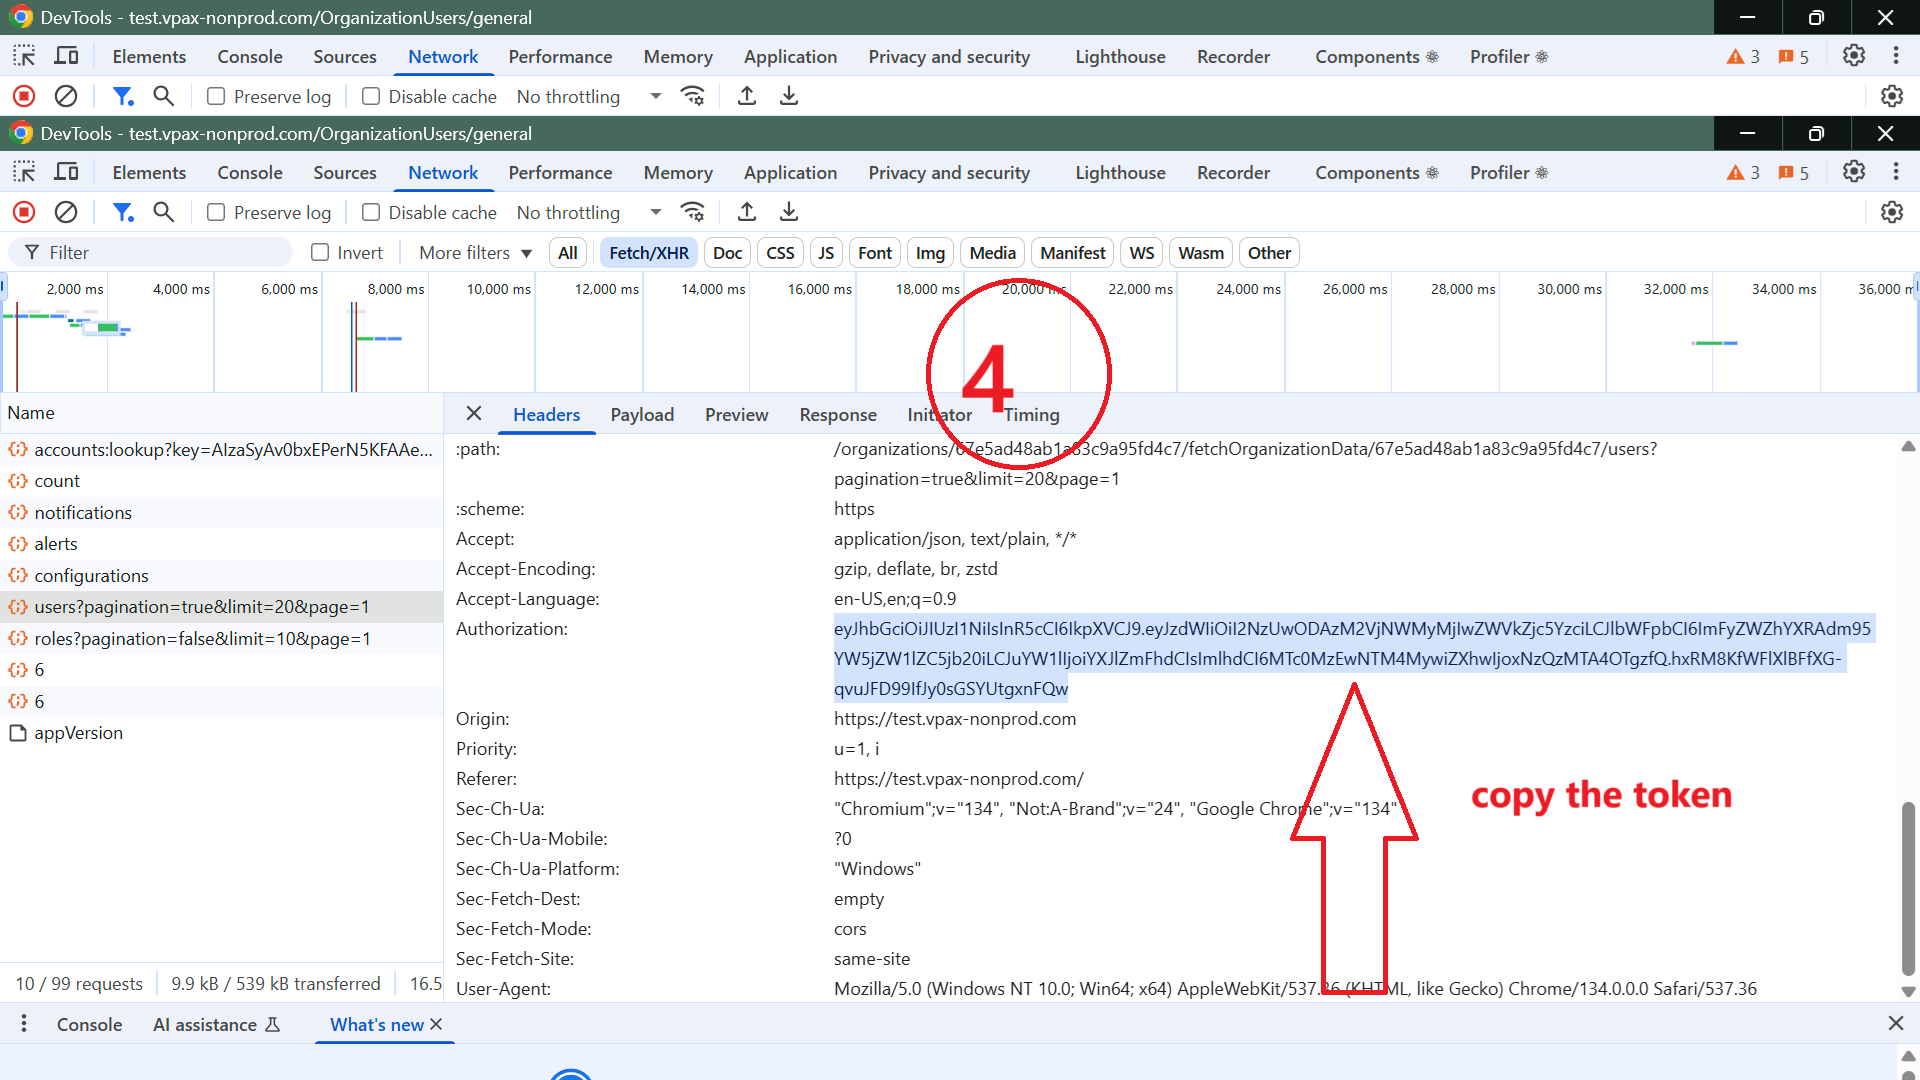 DevTools - test.vpax-nonprod.com/OrganizationUsers/general
Elements Console Sources Network Performance Memory Application Privacy and security Lighthouse Recorder Components Profiler 3 5
Preserve log Disable cache No throttling
DevTools - test.vpax-nonprod.com/OrganizationUsers/general
Elements Console Sources Network Performance Memory Application Privacy and security Lighthouse Recorder Components Profiler 3 5
Preserve log Disable cache No throttling
Filter Invert More filters All Fetch/XHR Doc CSS JS Font Img Media Manifest WS Wasm Other
2,000 ms 4,000 ms 6,000 ms 8,000 ms 10,000 ms 12,000 ms 14,000 ms 16,000 ms 18,000 ms 20,000 ms 22,000 ms 24,000 ms 26,000 ms 28,000 ms 30,000 ms 32,000 ms 34,000 ms 36,000 m
4
Name
accounts:lookup?key=AIzaSyAv0bxEPerN5KFAAe...
count
notifications
alerts
configurations
users?pagination=true&limit=20&page=1
roles?pagination=false&limit=10&page=1
6
6
appVersion
10 / 99 requests 9.9 kB / 539 kB transferred 16.5
Headers Payload Preview Response Initiator Timing
:path: /organizations/67e5ad48ab1a83c9a95fd4c7/fetchOrganizationData/67e5ad48ab1a83c9a95fd4c7/users?
pagination=true&limit=20&page=1
:scheme: https
Accept: application/json, text/plain, */*
Accept-Encoding: gzip, deflate, br, zstd
Accept-Language: en-US,en;q=0.9
Authorization: eyJhbGciOiJIUzI1NiIsInR5cCI6IkpXVCJ9.eyJzdWIiOiI2NzUwODAzM2VjNWMyMjIwZWVkZjc5YzciLCJlbWFpbCI6ImFyZWZhYXRAdm95
YW5jZW1lZC5jb20iLCJuYW1lIjoiYXJlZmFhdCIsImlhdCI6MTc0MzEwNTM4MywiZXhwIjoxNzQzMTA4OTgzfQ.hxRM8KfWFlXlBFfXG-
qvuJFD99IfJy0sGSYUtgxnFQw
Origin: https://test.vpax-nonprod.com
Priority: u=1, i
Referer: https://test.vpax-nonprod.com/
Sec-Ch-Ua: "Chromium";v="134", "Not:A-Brand";v="24", "Google Chrome";v="134"
Sec-Ch-Ua-Mobile: ?0
Sec-Ch-Ua-Platform: "Windows"
Sec-Fetch-Dest: empty
Sec-Fetch-Mode: cors
Sec-Fetch-Site: same-site
User-Agent: Mozilla/5.0 (Windows NT 10.0; Win64; x64) AppleWebKit/537.36 (KHTML, like Gecko) Chrome/134.0.0.0 Safari/537.36
copy the token
Console AI assistance What's new